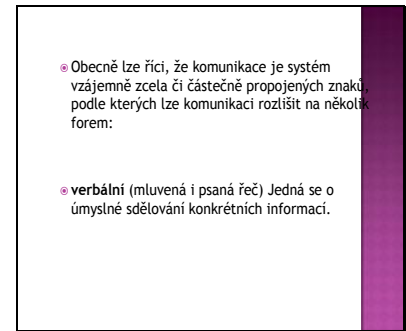 Obecně lze říci, že komunikace je systém
vzájemně zcela či částečně propojených znaků,
podle kterých lze komunikaci rozlišit na několik
forem:
verbální (mluvená i psaná řeč) Jedná se o
úmyslné sdělování konkrétních informací.